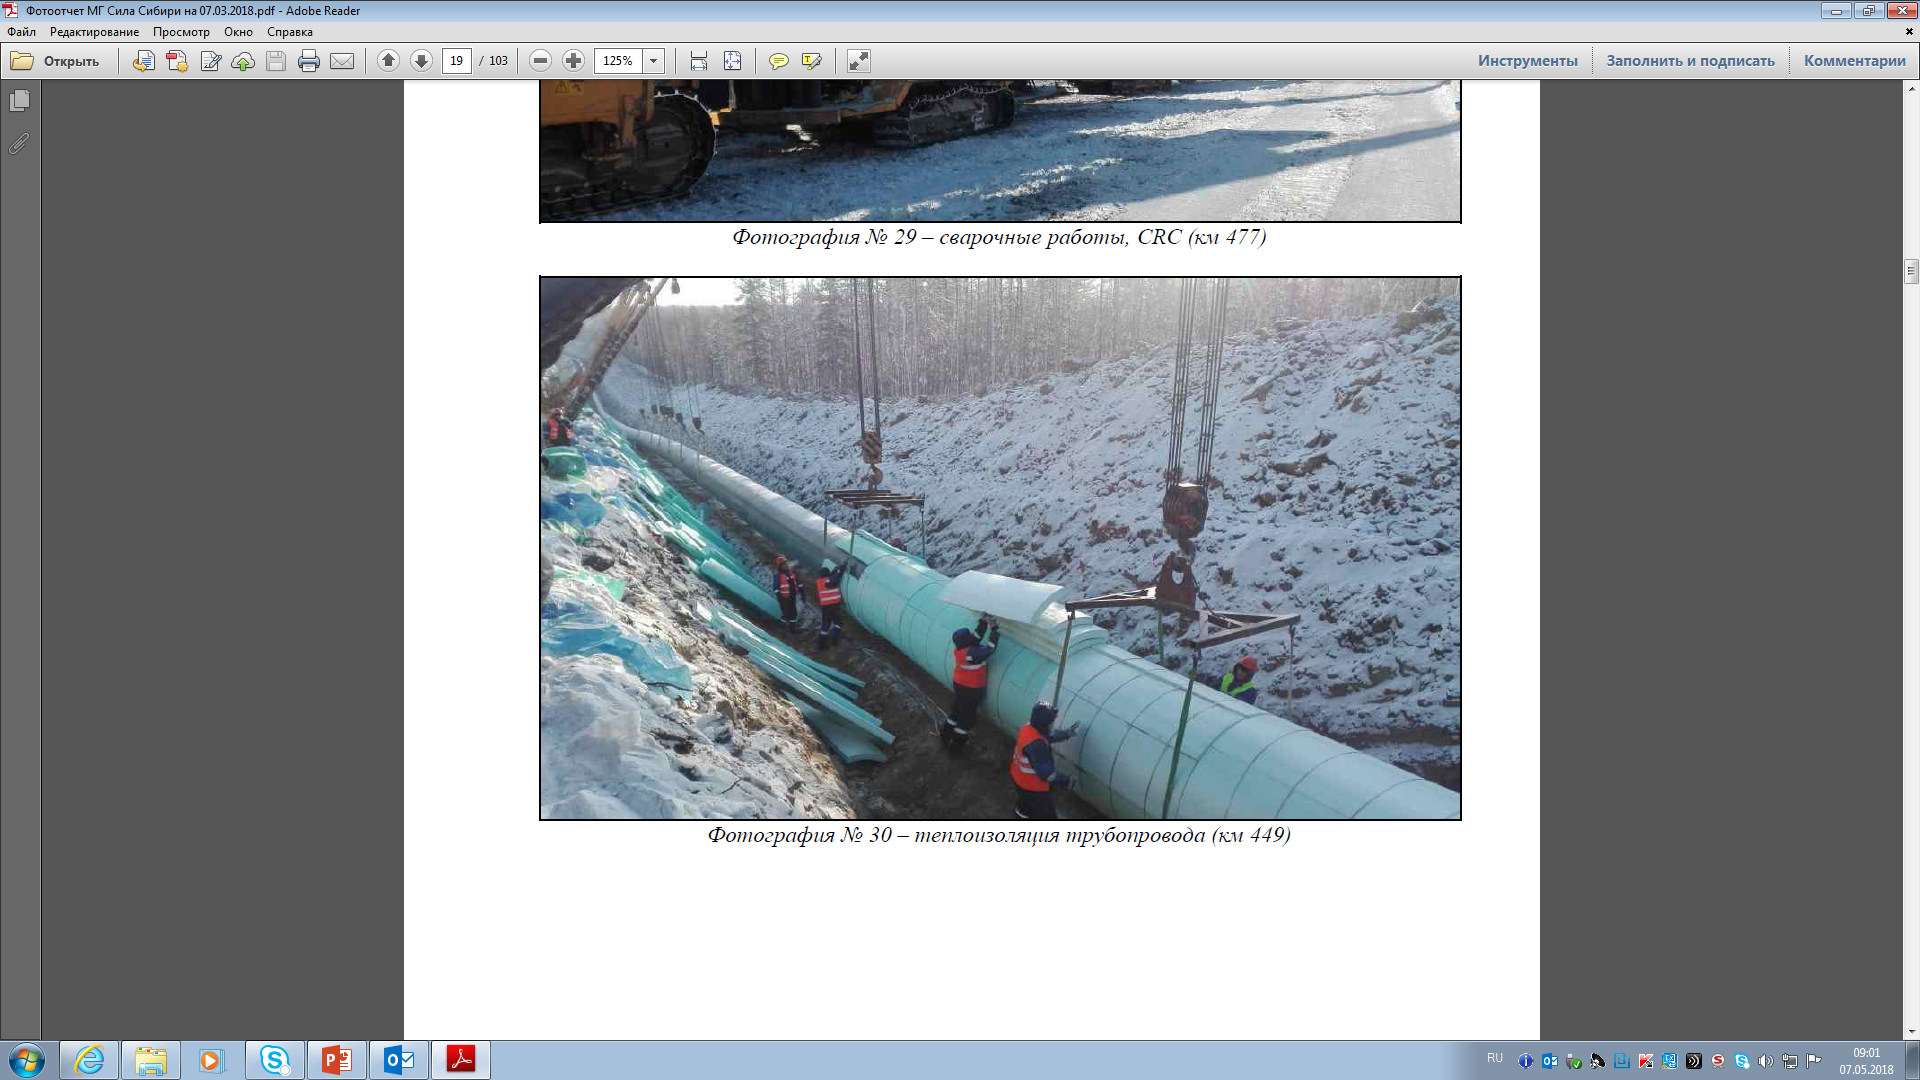 Фотоотчет МГ Сила Сибири на 07.03.2018.pdf - Adobe Reader
Файл Редактирование Просмотр Окно Справка
Открыть 19 / 103 125% Инструменты Заполнить и подписать Комментарии
Фотография № 29 – сварочные работы, CRC (км 477)
Фотография № 30 – теплоизоляция трубопровода (км 449)
RU 09:01
07.05.2018